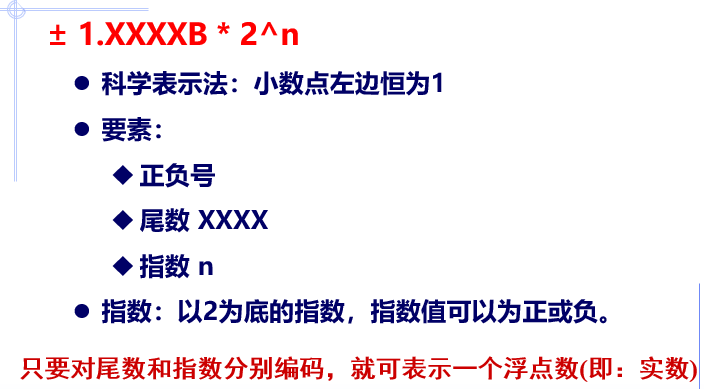 ± 1.XXXXB * 2^n
● 科学表示法：小数点左边恒为1
● 要素：
◆ 正负号
◆ 尾数 XXXX
◆ 指数 n
● 指数：以2为底的指数，指数值可以为正或负。
只要对尾数和指数分别编码，就可表示一个浮点数(即：实数)